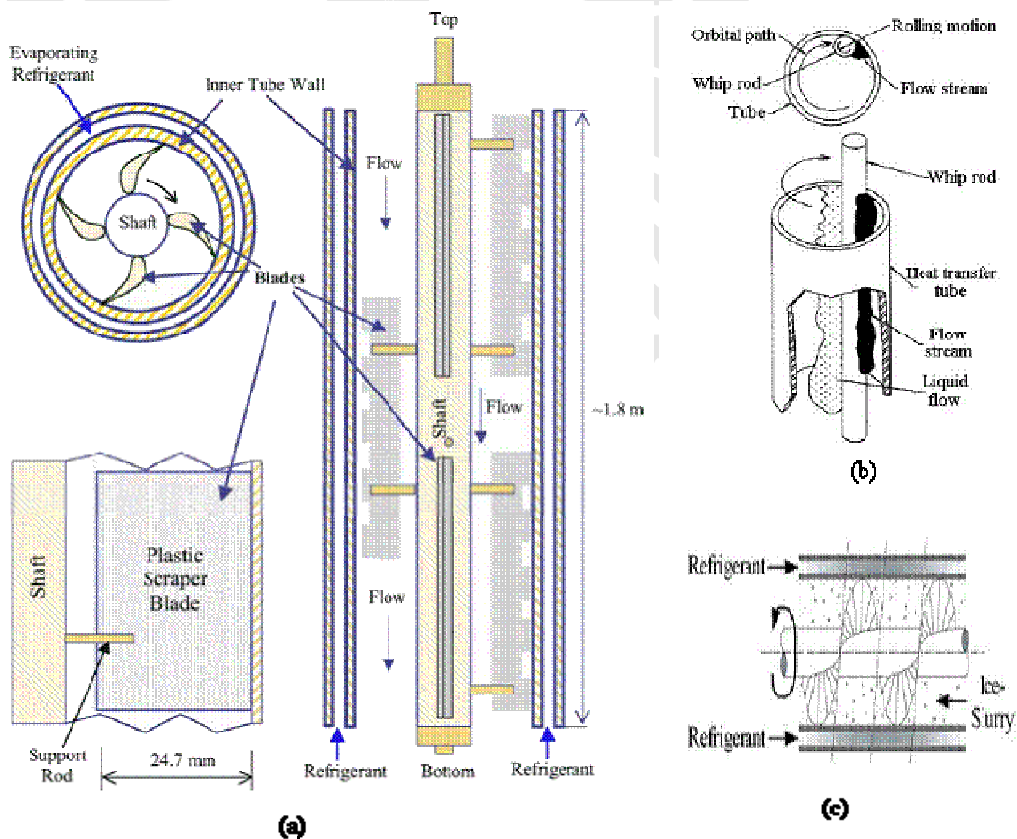 Top
Evaporating
Refrigerant
Inner Tube Wall
Flow
Shaft
Blades
Shaft
Flow
~1.8 m
Shaft
Plastic
Scraper
Blade
Flow
Support
Rod
24.7 mm
Refrigerant
Bottom
Refrigerant
(a)
Orbital path
Rolling motion
Whip rod
Flow stream
Tube
Whip rod
Heat transfer
tube
Flow
stream
Liquid
flow
(b)
Refrigerant
Ice-
Slurry
Refrigerant
(c)